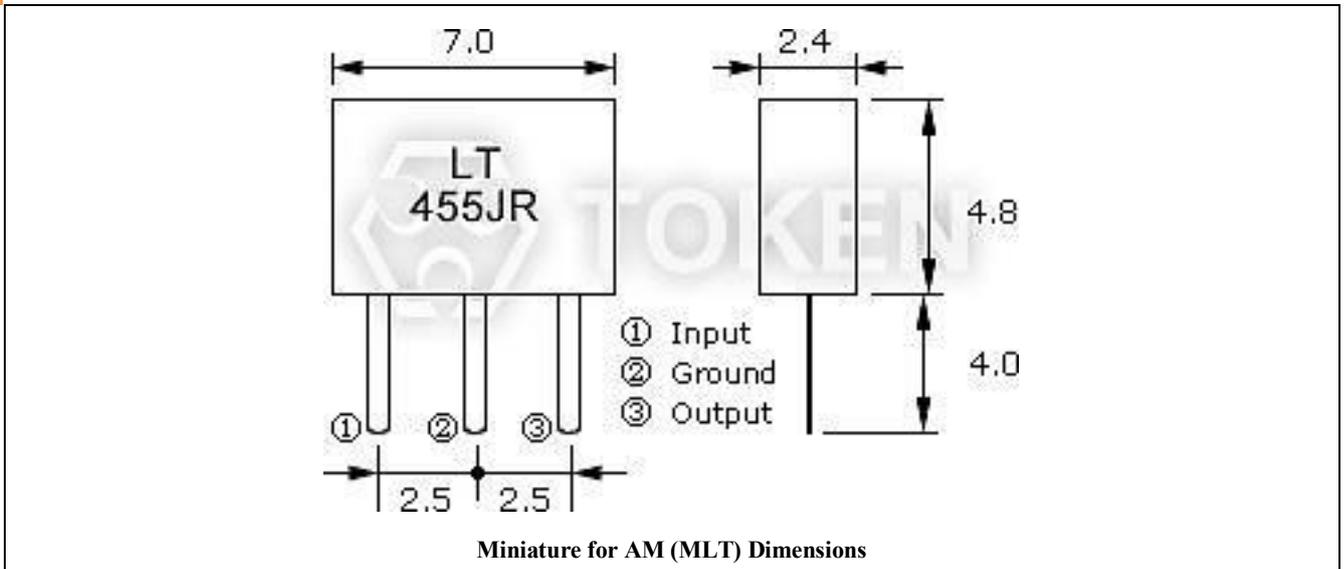 7.0
2.4
LT
455JR
TOKEN
4.8
① Input
② Ground
③ Output
4.0
① ② ③
2.5 2.5
Miniature for AM (MLT) Dimensions